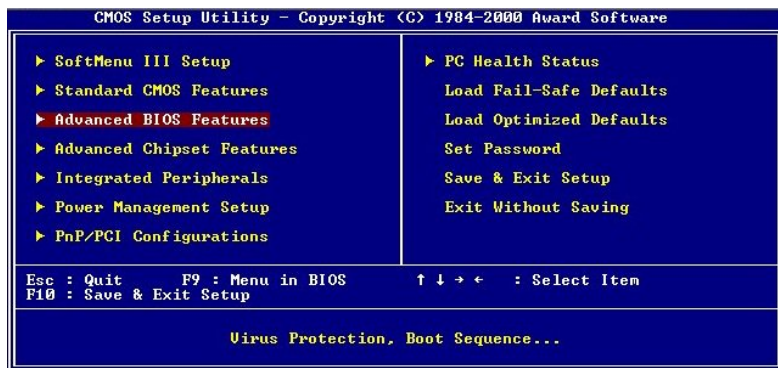 CMOS Setup Utility - Copyright (C) 1984-2000 Award Software
▶ SoftMenu III Setup
▶ Standard CMOS Features
▶ Advanced BIOS Features
▶ Advanced Chipset Features
▶ Integrated Peripherals
▶ Power Management Setup
▶ PnP/PCI Configurations
▶ PC Health Status
Load Fail-Safe Defaults
Load Optimized Defaults
Set Password
Save & Exit Setup
Exit Without Saving
Esc : Quit F9 : Menu in BIOS ↑ ↓ → ← : Select Item
F10 : Save & Exit Setup
Virus Protection, Boot Sequence...